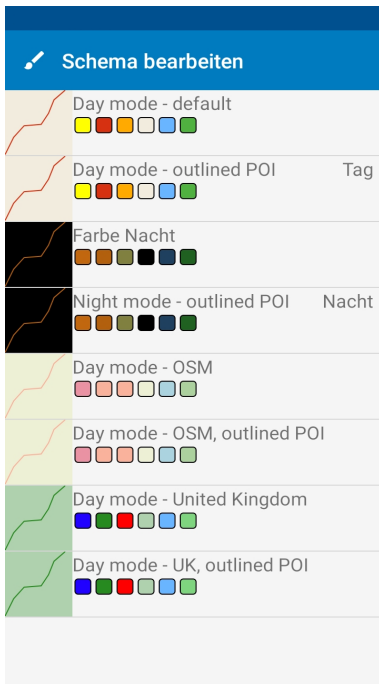 Schema bearbeiten
Day mode - default
Day mode - outlined POI Tag
Farbe Nacht
Night mode - outlined POI Nacht
Day mode - OSM
Day mode - OSM, outlined POI
Day mode - United Kingdom
Day mode - UK, outlined POI